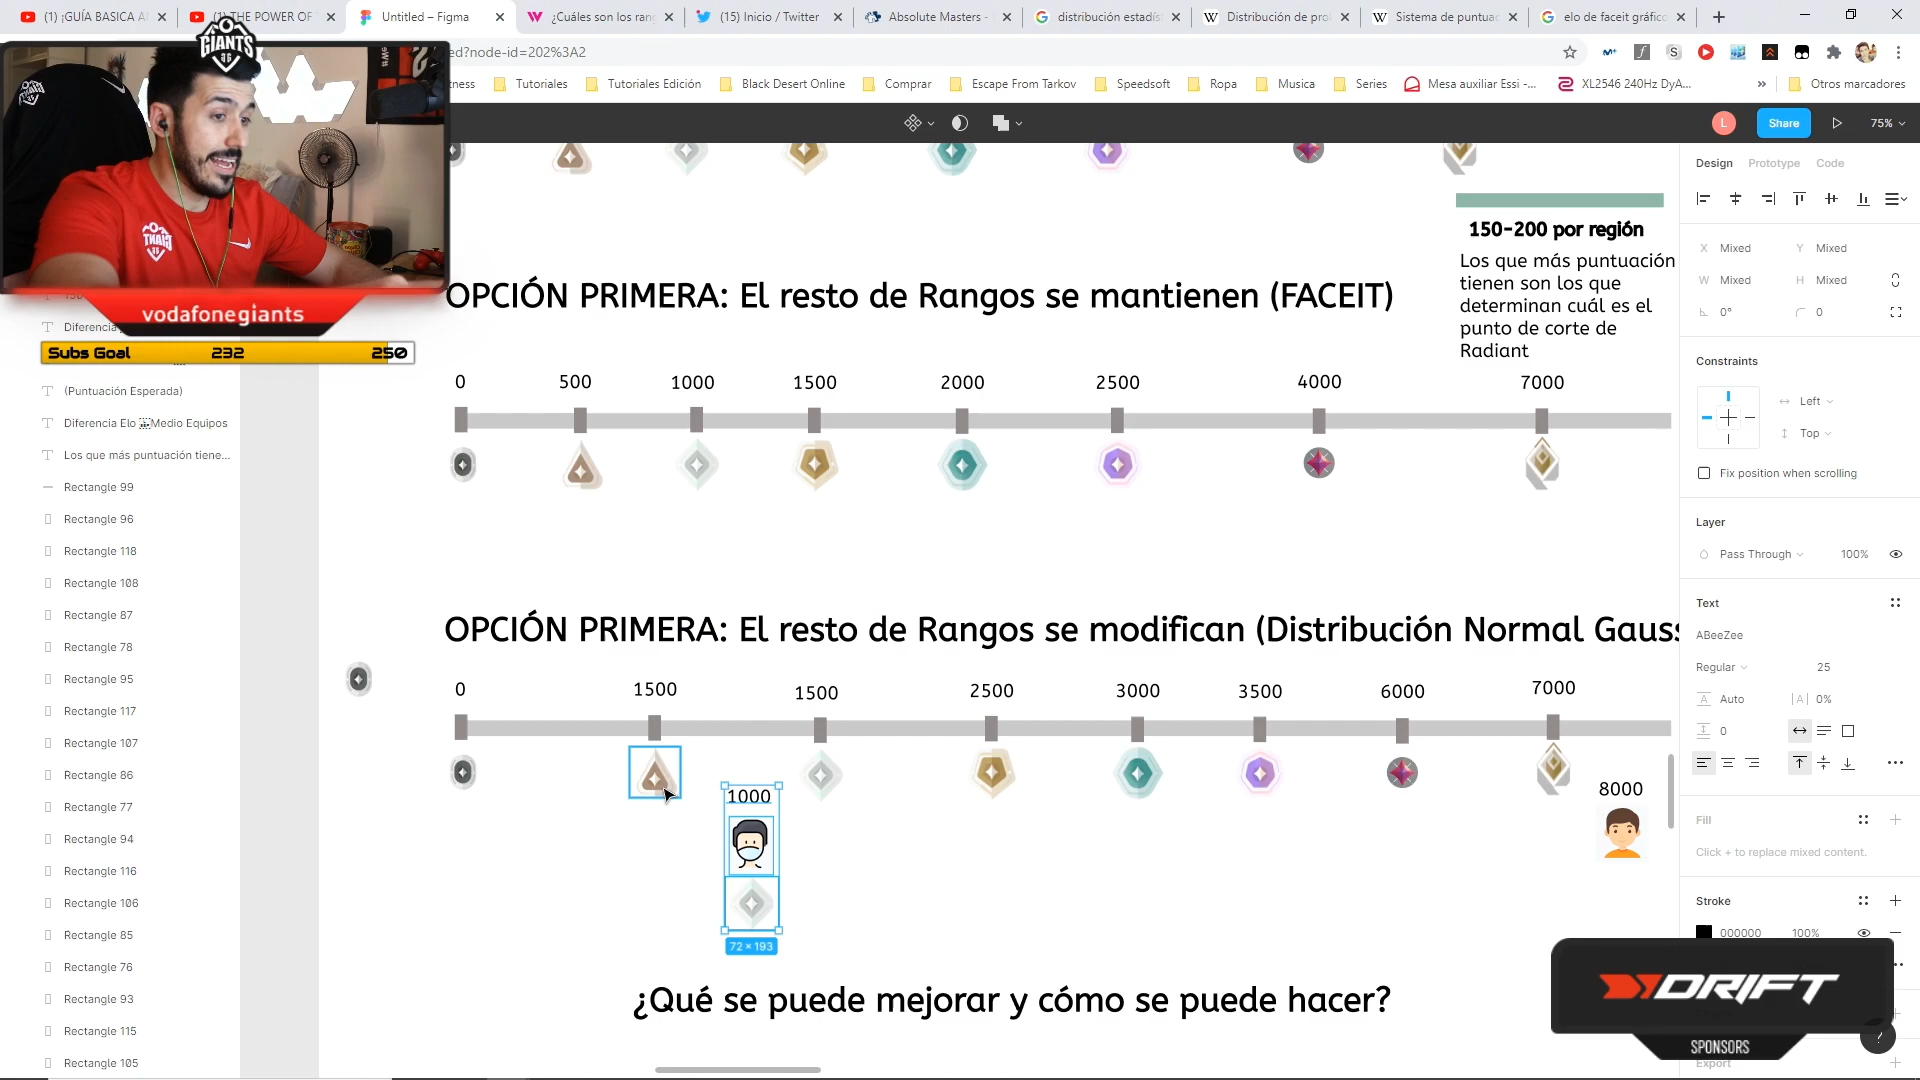 (1) ¡GUÍA BASICA A
(1) THE POWER OF
Untitled – Figma
¿Cuáles son los rang
(15) Inicio / Twitter
Absolute Masters -
distribución estadís
Distribución de prol
Sistema de puntuac
elo de faceit gráfico
ed?node-id=202%3A2
tness
Tutoriales
Tutoriales Edición
Black Desert Online
Comprar
Escape From Tarkov
Speedsoft
Ropa
Musica
Series
Mesa auxiliar Essi -...
XL2546 240Hz DyA...
»
Otros marcadores
L
Share
75%
GIANTS
vodafonegiants
Subs Goal 232 250
Diferencia
(Puntuación Esperada)
Diferencia Elo Medio Equipos
Los que más puntuación tiene...
Rectangle 99
Rectangle 96
Rectangle 118
Rectangle 108
Rectangle 87
Rectangle 78
Rectangle 95
Rectangle 117
Rectangle 107
Rectangle 86
Rectangle 77
Rectangle 94
Rectangle 116
Rectangle 106
Rectangle 85
Rectangle 76
Rectangle 93
Rectangle 115
Rectangle 105
150-200 por región
Los que más puntuación
tienen son los que
determinan cuál es el
punto de corte de
Radiant
OPCIÓN PRIMERA: El resto de Rangos se mantienen (FACEIT)
0 500 1000 1500 2000 2500 4000 7000
OPCIÓN PRIMERA: El resto de Rangos se modifican (Distribución Normal Gauss
0 1500 1500 2500 3000 3500 6000 7000
1000
8000
72 × 193
¿Qué se puede mejorar y cómo se puede hacer?
Design Prototype Code
X Mixed Y Mixed
W Mixed H Mixed
0° 0
Constraints
Left
Top
Fix position when scrolling
Layer
Pass Through 100%
Text
ABeeZee
Regular 25
Auto |A| 0%
0
Fill
Click + to replace mixed content.
Stroke
000000 100%
DRIFT
SPONSORS
?
Export